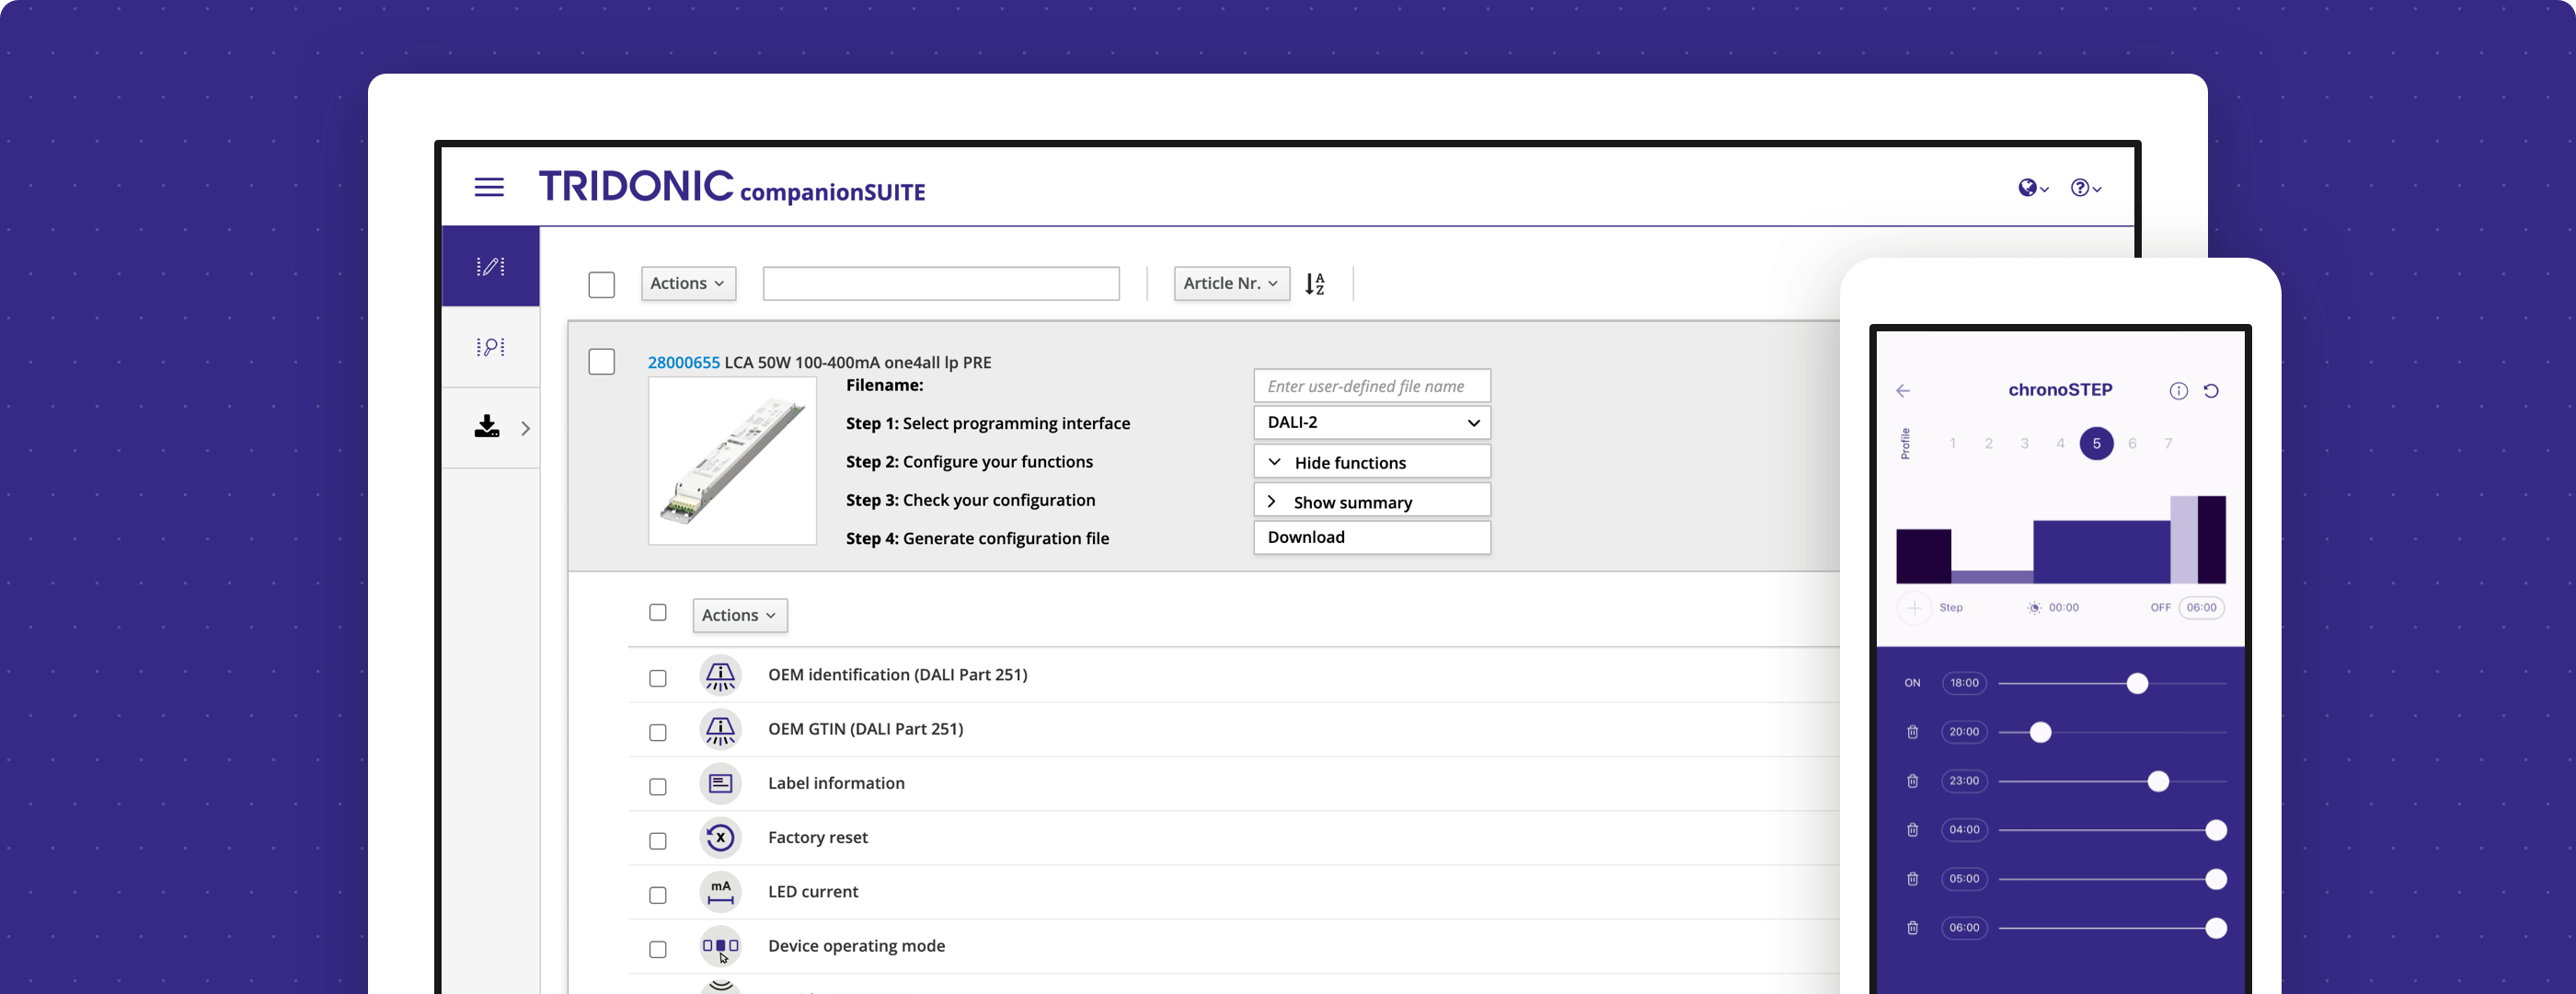 TRIDONIC companionSUITE
Actions
Article Nr.
A
Z
28000655 LCA 50W 100-400mA one4all lp PRE
Filename:
Enter user-defined file name
Step 1: Select programming interface
DALI-2
Step 2: Configure your functions
Hide functions
Step 3: Check your configuration
Show summary
Step 4: Generate configuration file
Download
Actions
OEM identification (DALI Part 251)
OEM GTIN (DALI Part 251)
Label information
Factory reset
mA
LED current
Device operating mode
chronoSTEP
Profile
1 2 3 4 5 6 7
Step
00:00
OFF 06:00
ON 18:00
20:00
23:00
04:00
05:00
06:00